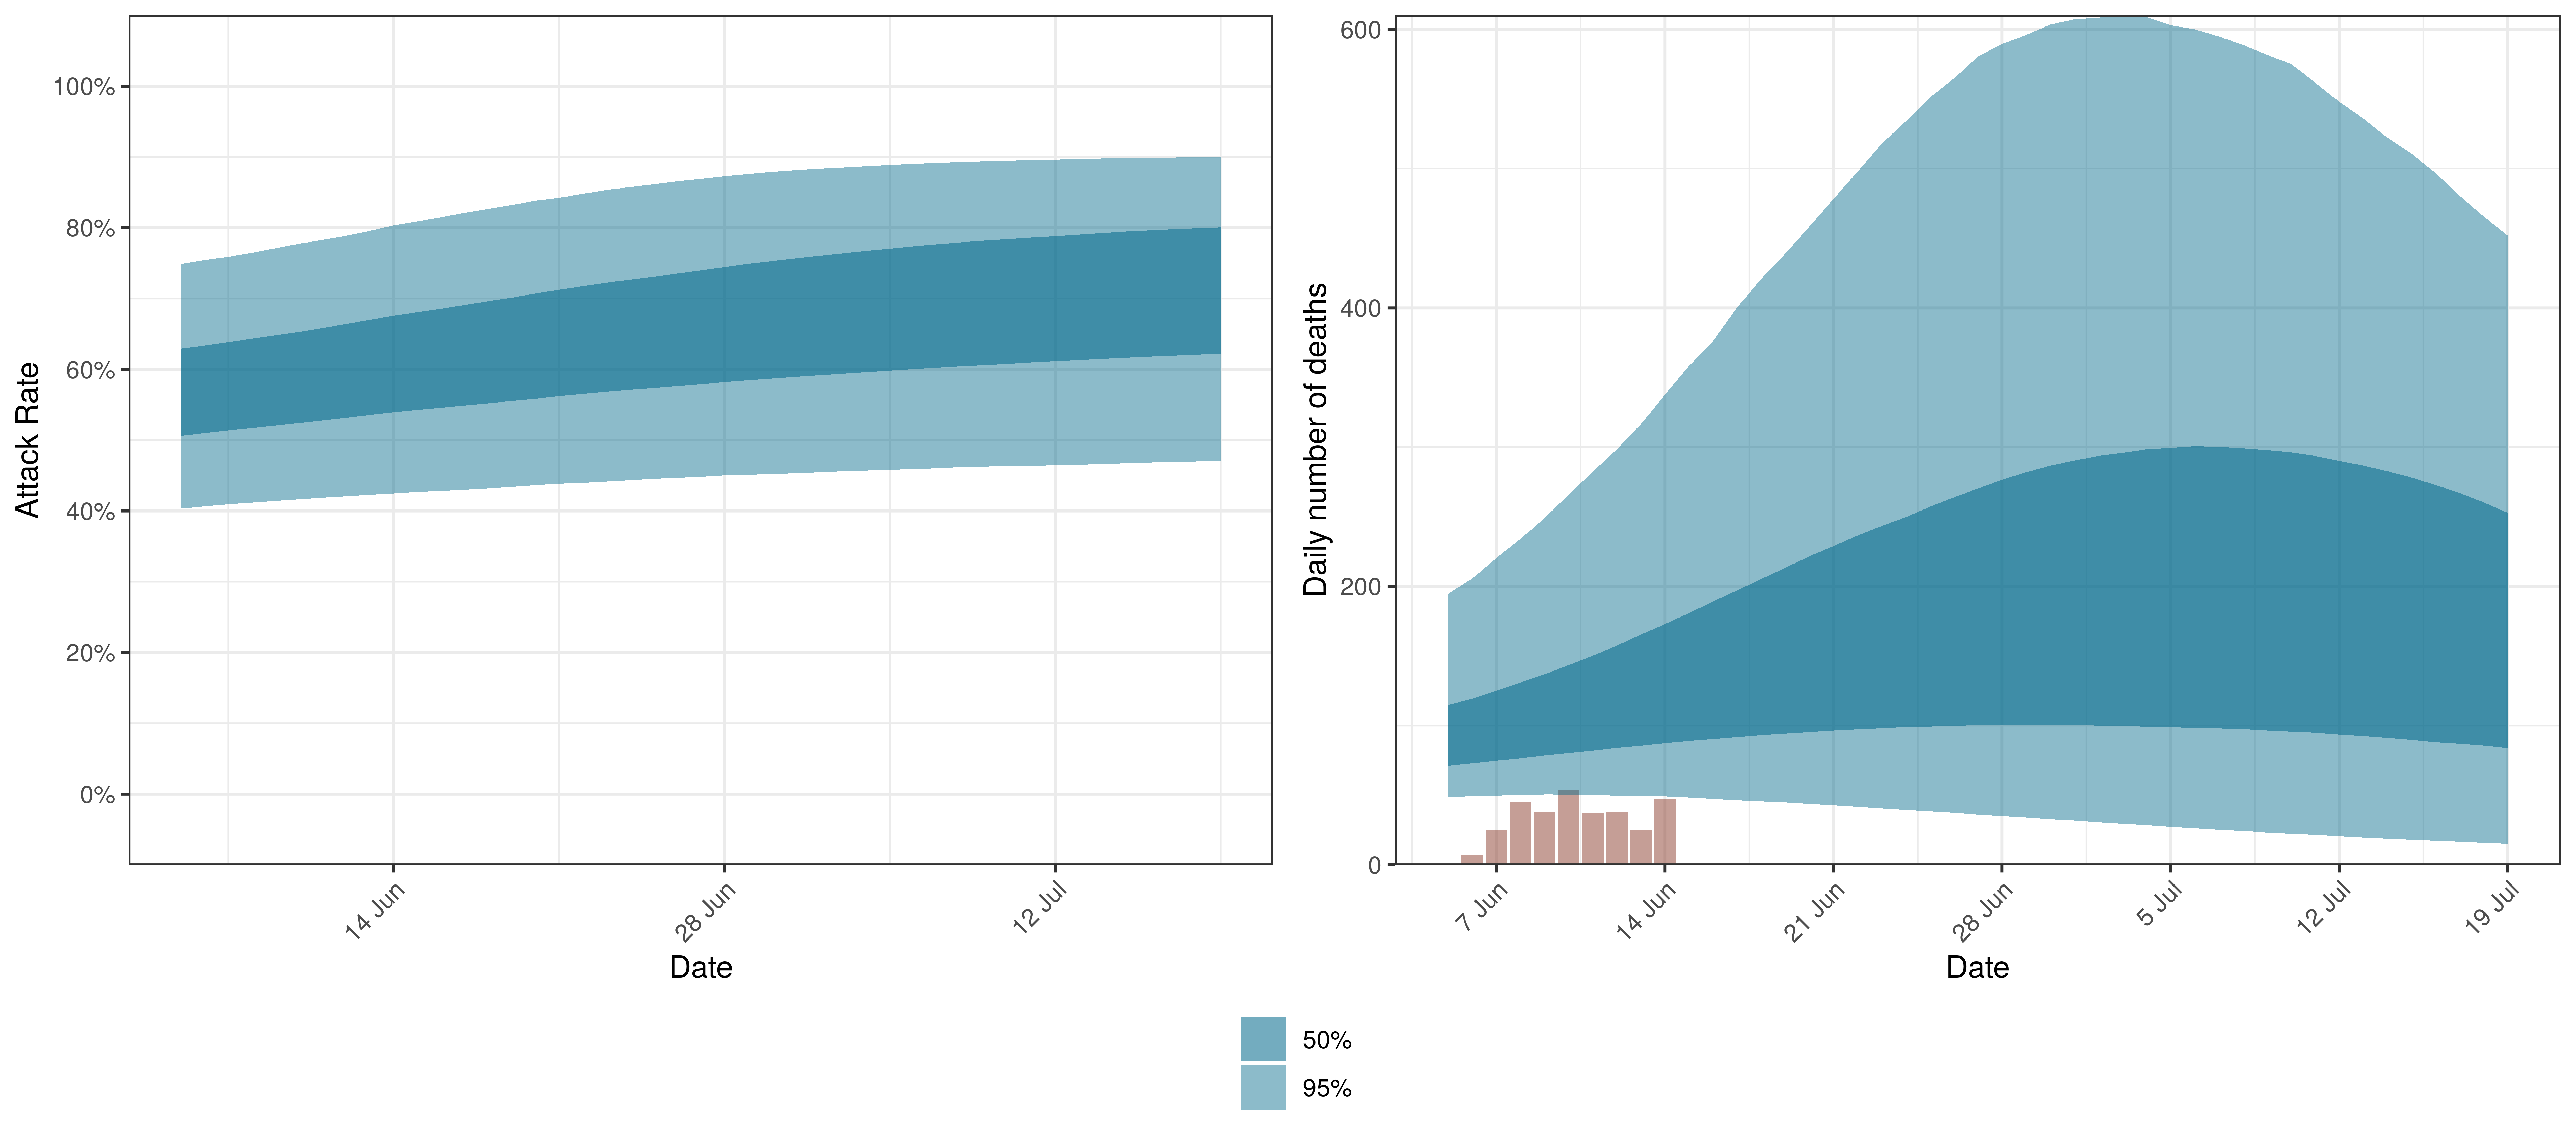 Attack Rate
100%
80%
60%
40%
20%
0%
14 Jun
28 Jun
12 Jul
Date
Daily number of deaths
600
400
200
0
7 Jun
14 Jun
21 Jun
28 Jun
5 Jul
12 Jul
19 Jul
Date
50%
95%